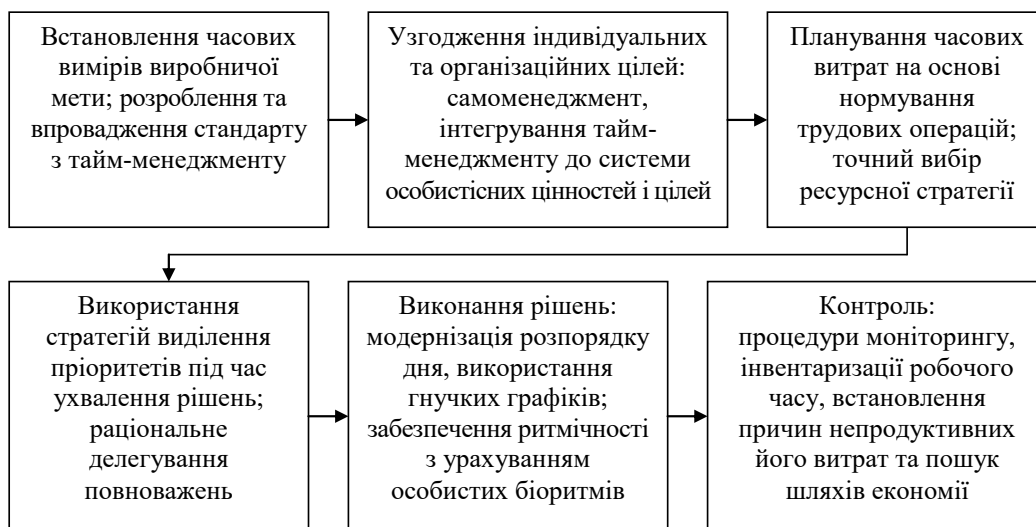 Встановлення часових
вимірів виробничої
мети; розроблення та
впровадження стандарту
з тайм-менеджменту
Узгодження індивідуальних
та організаційних цілей:
самоменеджмент,
інтегрування тайм-
менеджменту до системи
особистісних цінностей і цілей
Планування часових
витрат на основі
нормування
трудових операцій;
точний вибір
ресурсної стратегії
Використання
стратегій виділення
пріоритетів під час
ухвалення рішень;
раціональне
делегування
повноважень
Виконання рішень:
модернізація розпорядку
дня, використання
гнучких графіків;
забезпечення ритмічності
з урахуванням
особистих біоритмів
Контроль:
процедури моніторингу,
інвентаризації робочого
часу, встановлення
причин непродуктивних
його витрат та пошук
шляхів економії